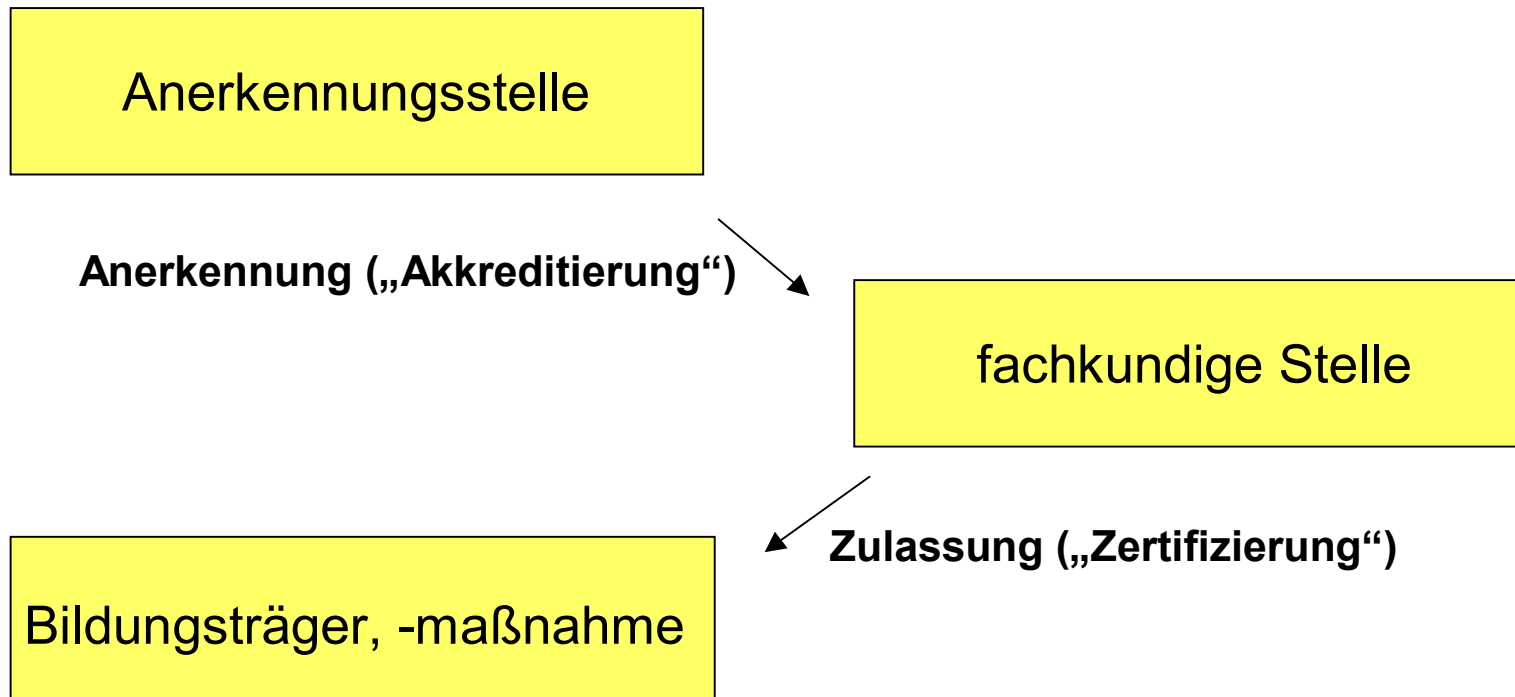 Anerkennungsstelle
Anerkennung („Akkreditierung“)
fachkundige Stelle
Zulassung („Zertifizierung“)
Bildungsträger, -maßnahme